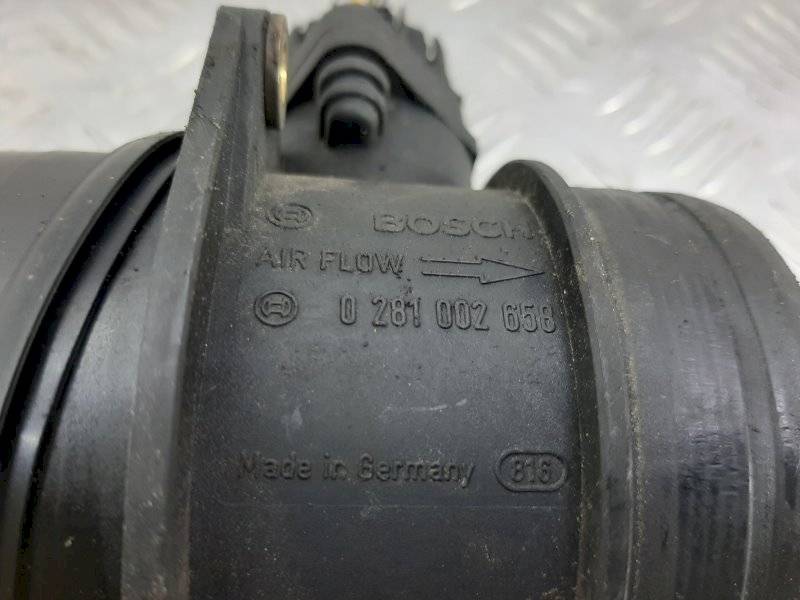 BOSCH
AIR FLOW
0 281 002 658
Made in Germany 816